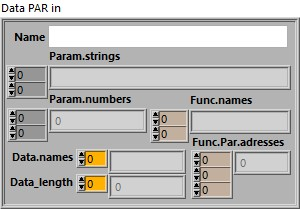 Data PAR in
Name
Param.strings
0
0
Param.numbers Func.names
0 0 0
0 0
Func.Par.adresses
Data.names 0 0 0
0
Data_length 0 0 0